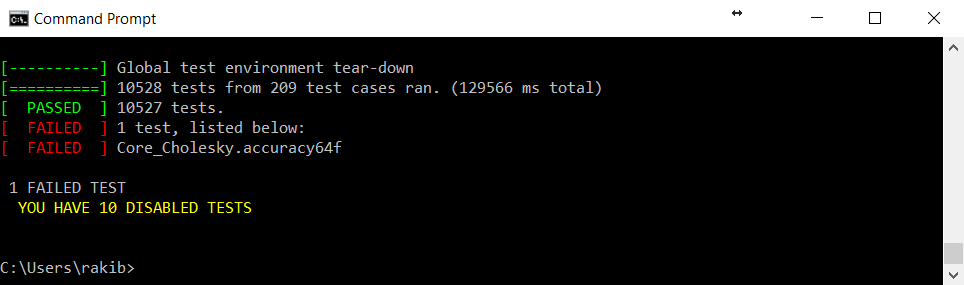 Command Prompt
[----------] Global test environment tear-down
[==========] 10528 tests from 209 test cases ran. (129566 ms total)
[  PASSED  ] 10527 tests.
[  FAILED  ] 1 test, listed below:
[  FAILED  ] Core_Cholesky.accuracy64f
1 FAILED TEST
YOU HAVE 10 DISABLED TESTS
C:\Users\rakib>